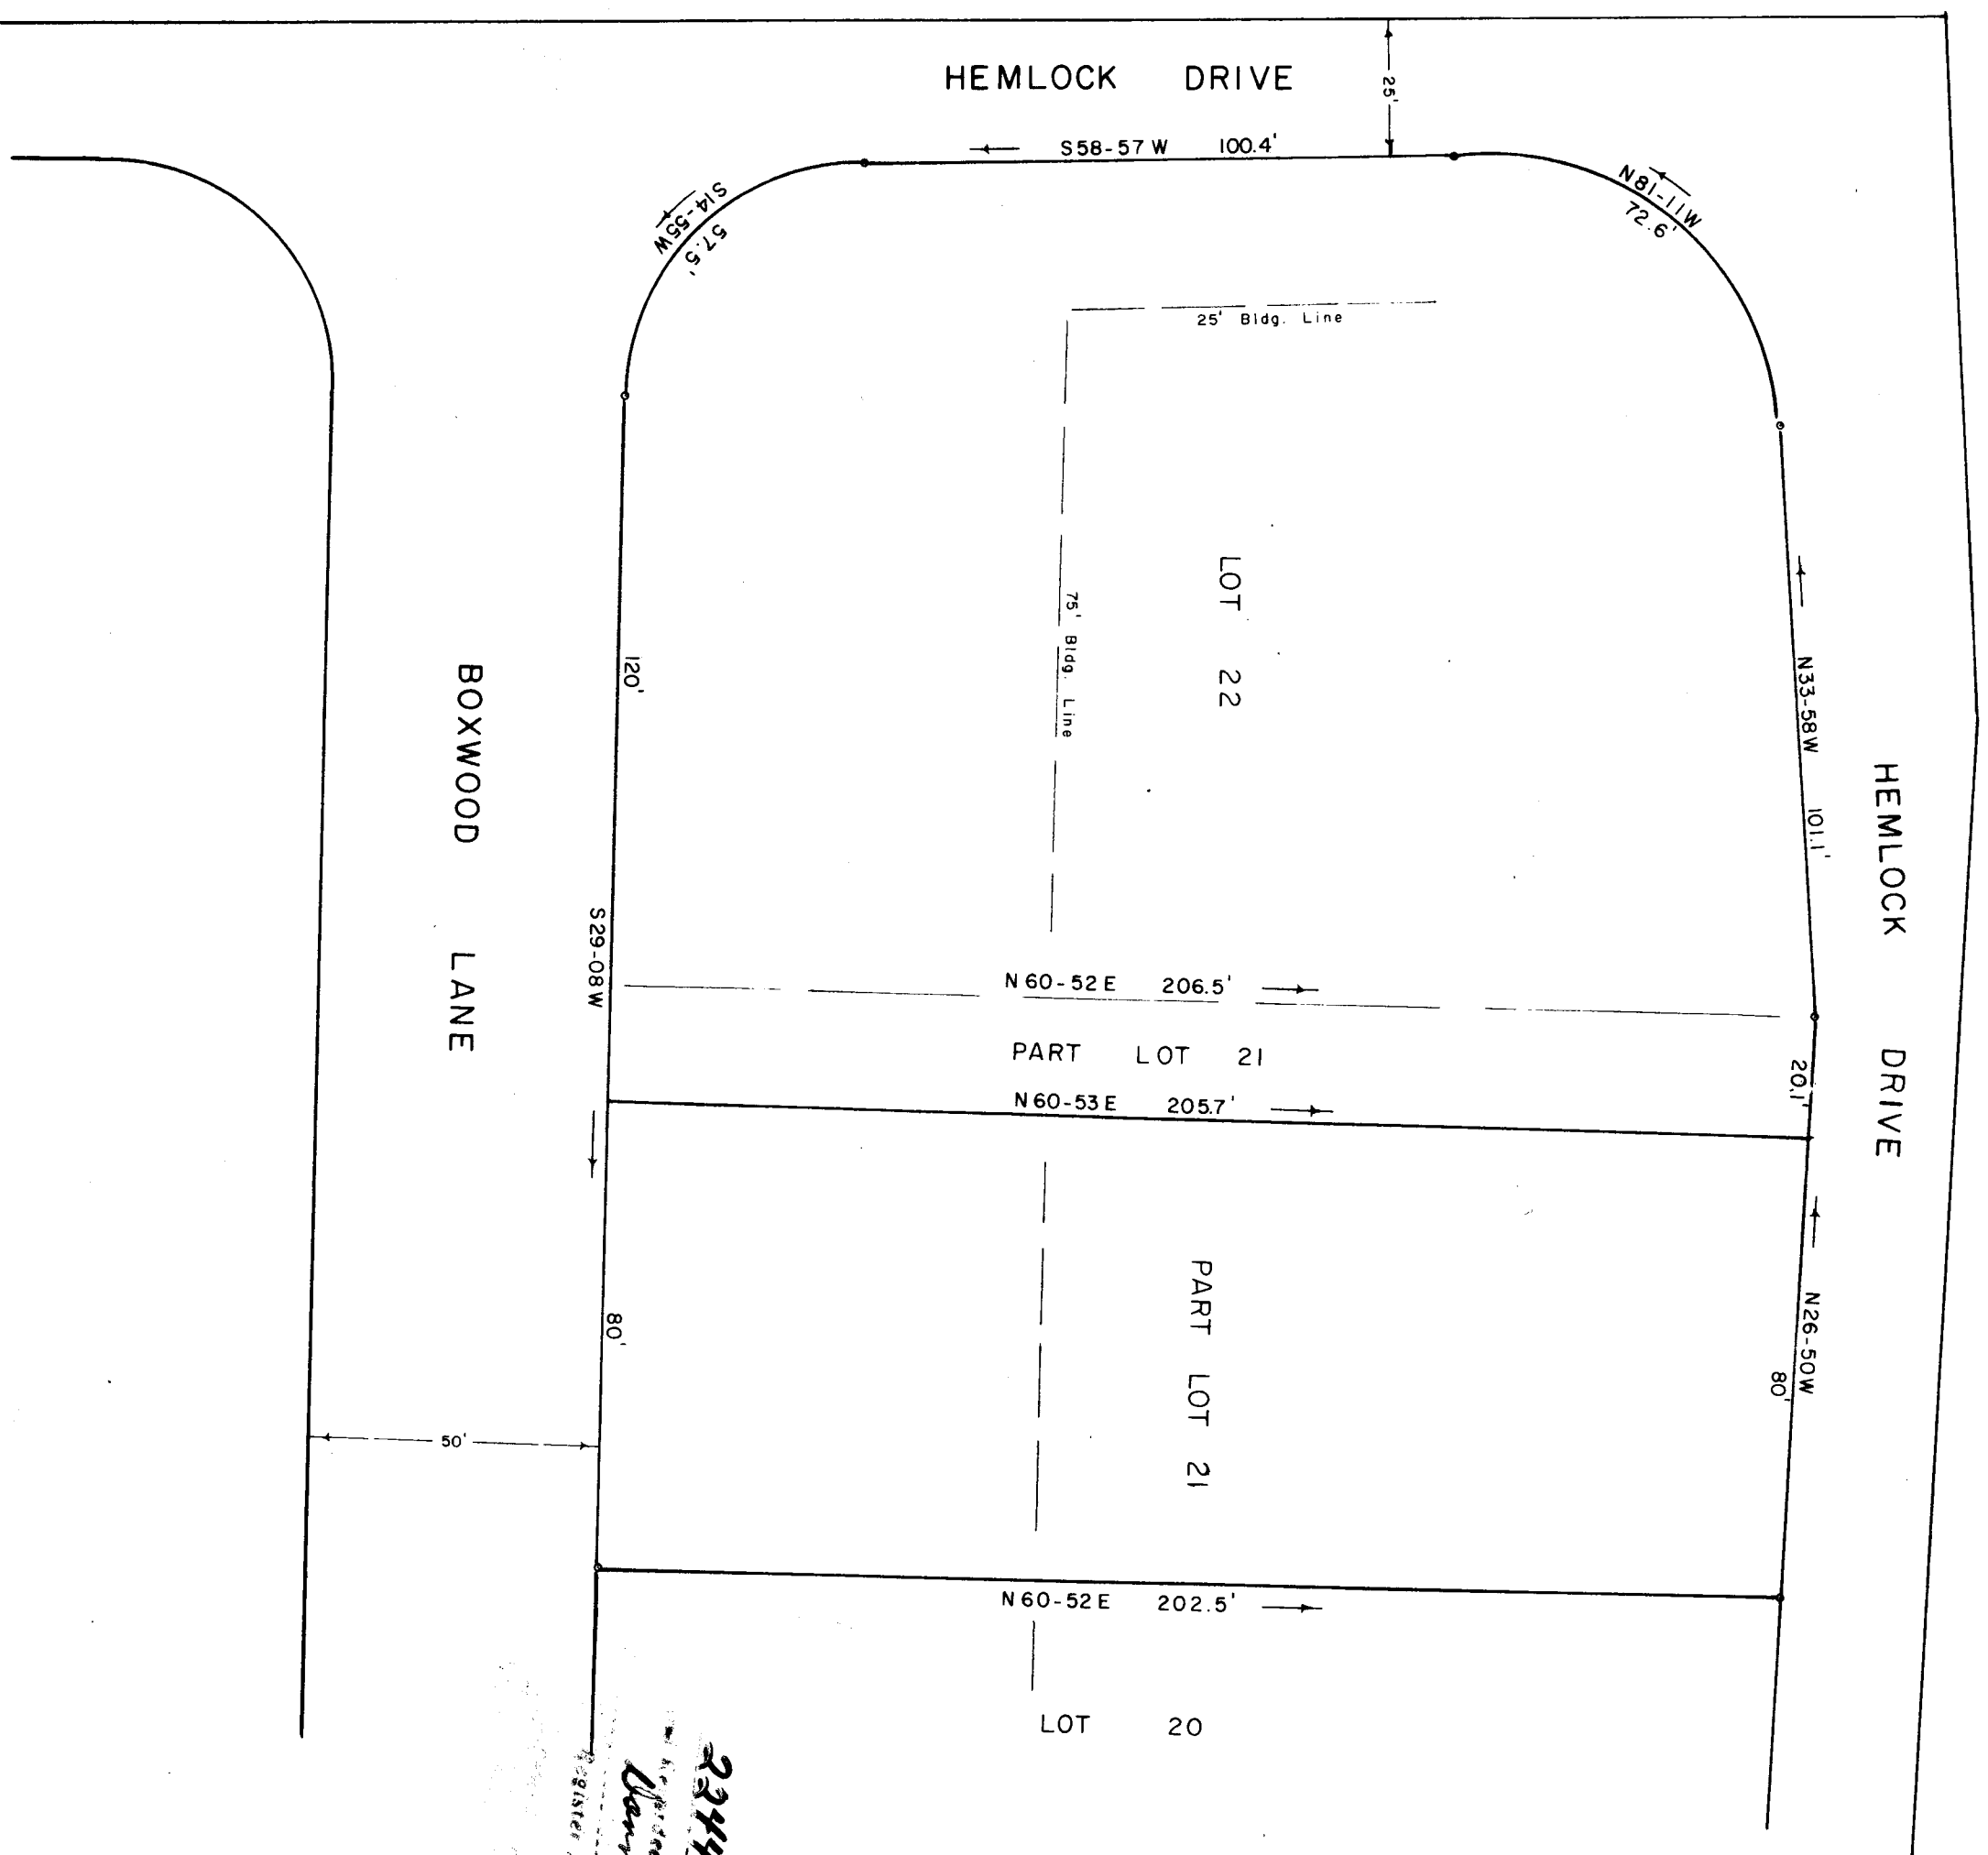 HEMLOCK DRIVE
25'
S58-57 W 100.4'
N81-11W
72.6'
S14-55W
57.5'
25' Bldg. Line
75' Bldg. Line
LOT 22
N33-58W 101.1'
HEMLOCK DRIVE
120'
BOXWOOD LANE
S29-08W
N 60-52 E 206.5'
PART LOT 21
20.1'
N 60-53 E 205.7'
PART LOT 21
N26-50W
80'
80'
50'
N 60-52 E 202.5'
LOT 20
Register